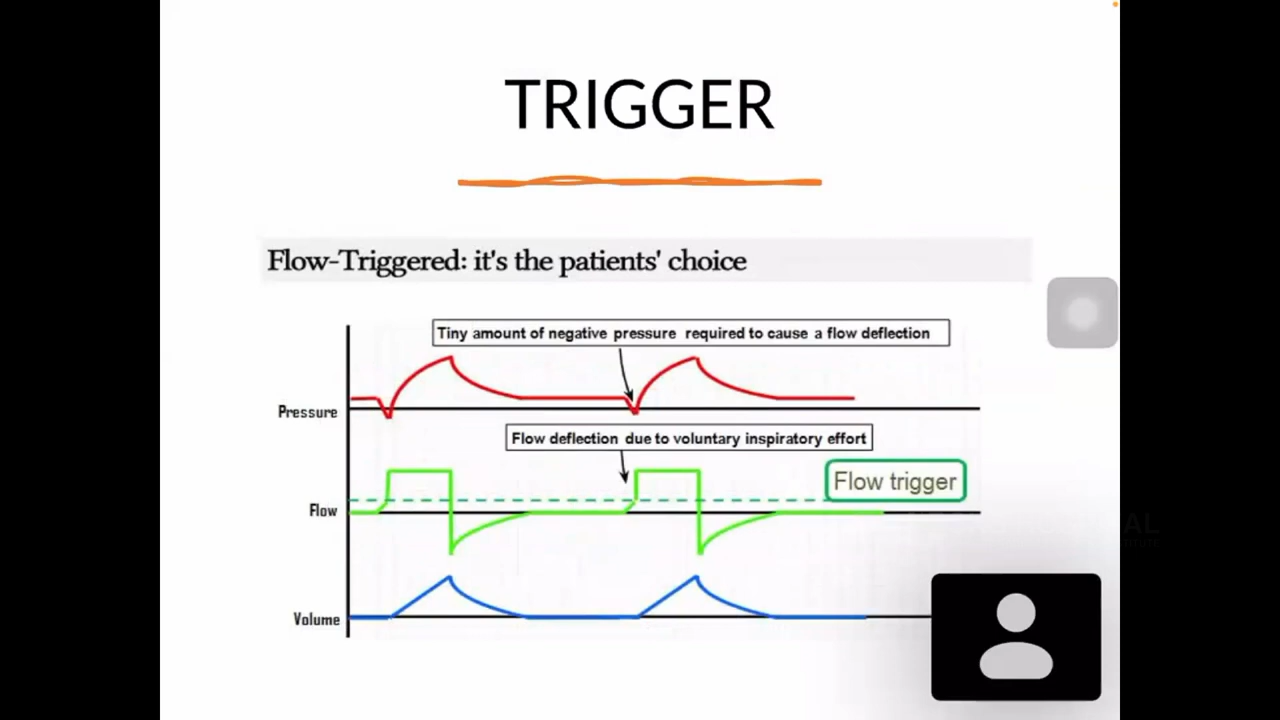 TRIGGER
Flow-Triggered: it's the patients' choice
Tiny amount of negative pressure required to cause a flow deflection
Pressure
Flow deflection due to voluntary inspiratory effort
Flow trigger
Flow
Volume